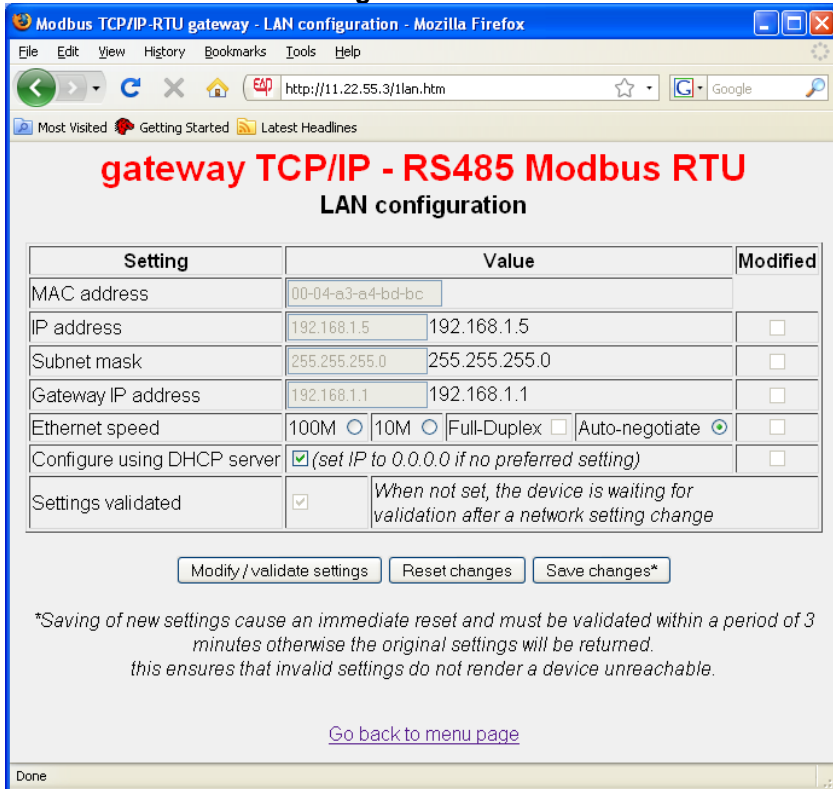 Modbus TCP/IP-RTU gateway - LAN configuration - Mozilla Firefox
File Edit View History Bookmarks Tools Help
http://11.22.55.3/1lan.htm Google
Most Visited Getting Started Latest Headlines
gateway TCP/IP - RS485 Modbus RTU
LAN configuration
Setting Value Modified
MAC address 00-04-a3-a4-bd-bc
IP address 192.168.1.5 192.168.1.5
Subnet mask 255.255.255.0 255.255.255.0
Gateway IP address 192.168.1.1 192.168.1.1
Ethernet speed 100M 10M Full-Duplex Auto-negotiate
Configure using DHCP server (set IP to 0.0.0.0 if no preferred setting)
Settings validated When not set, the device is waiting for
validation after a network setting change
Modify / validate settings Reset changes Save changes*
*Saving of new settings cause an immediate reset and must be validated within a period of 3
minutes otherwise the original settings will be returned.
this ensures that invalid settings do not render a device unreachable.
Go back to menu page
Done